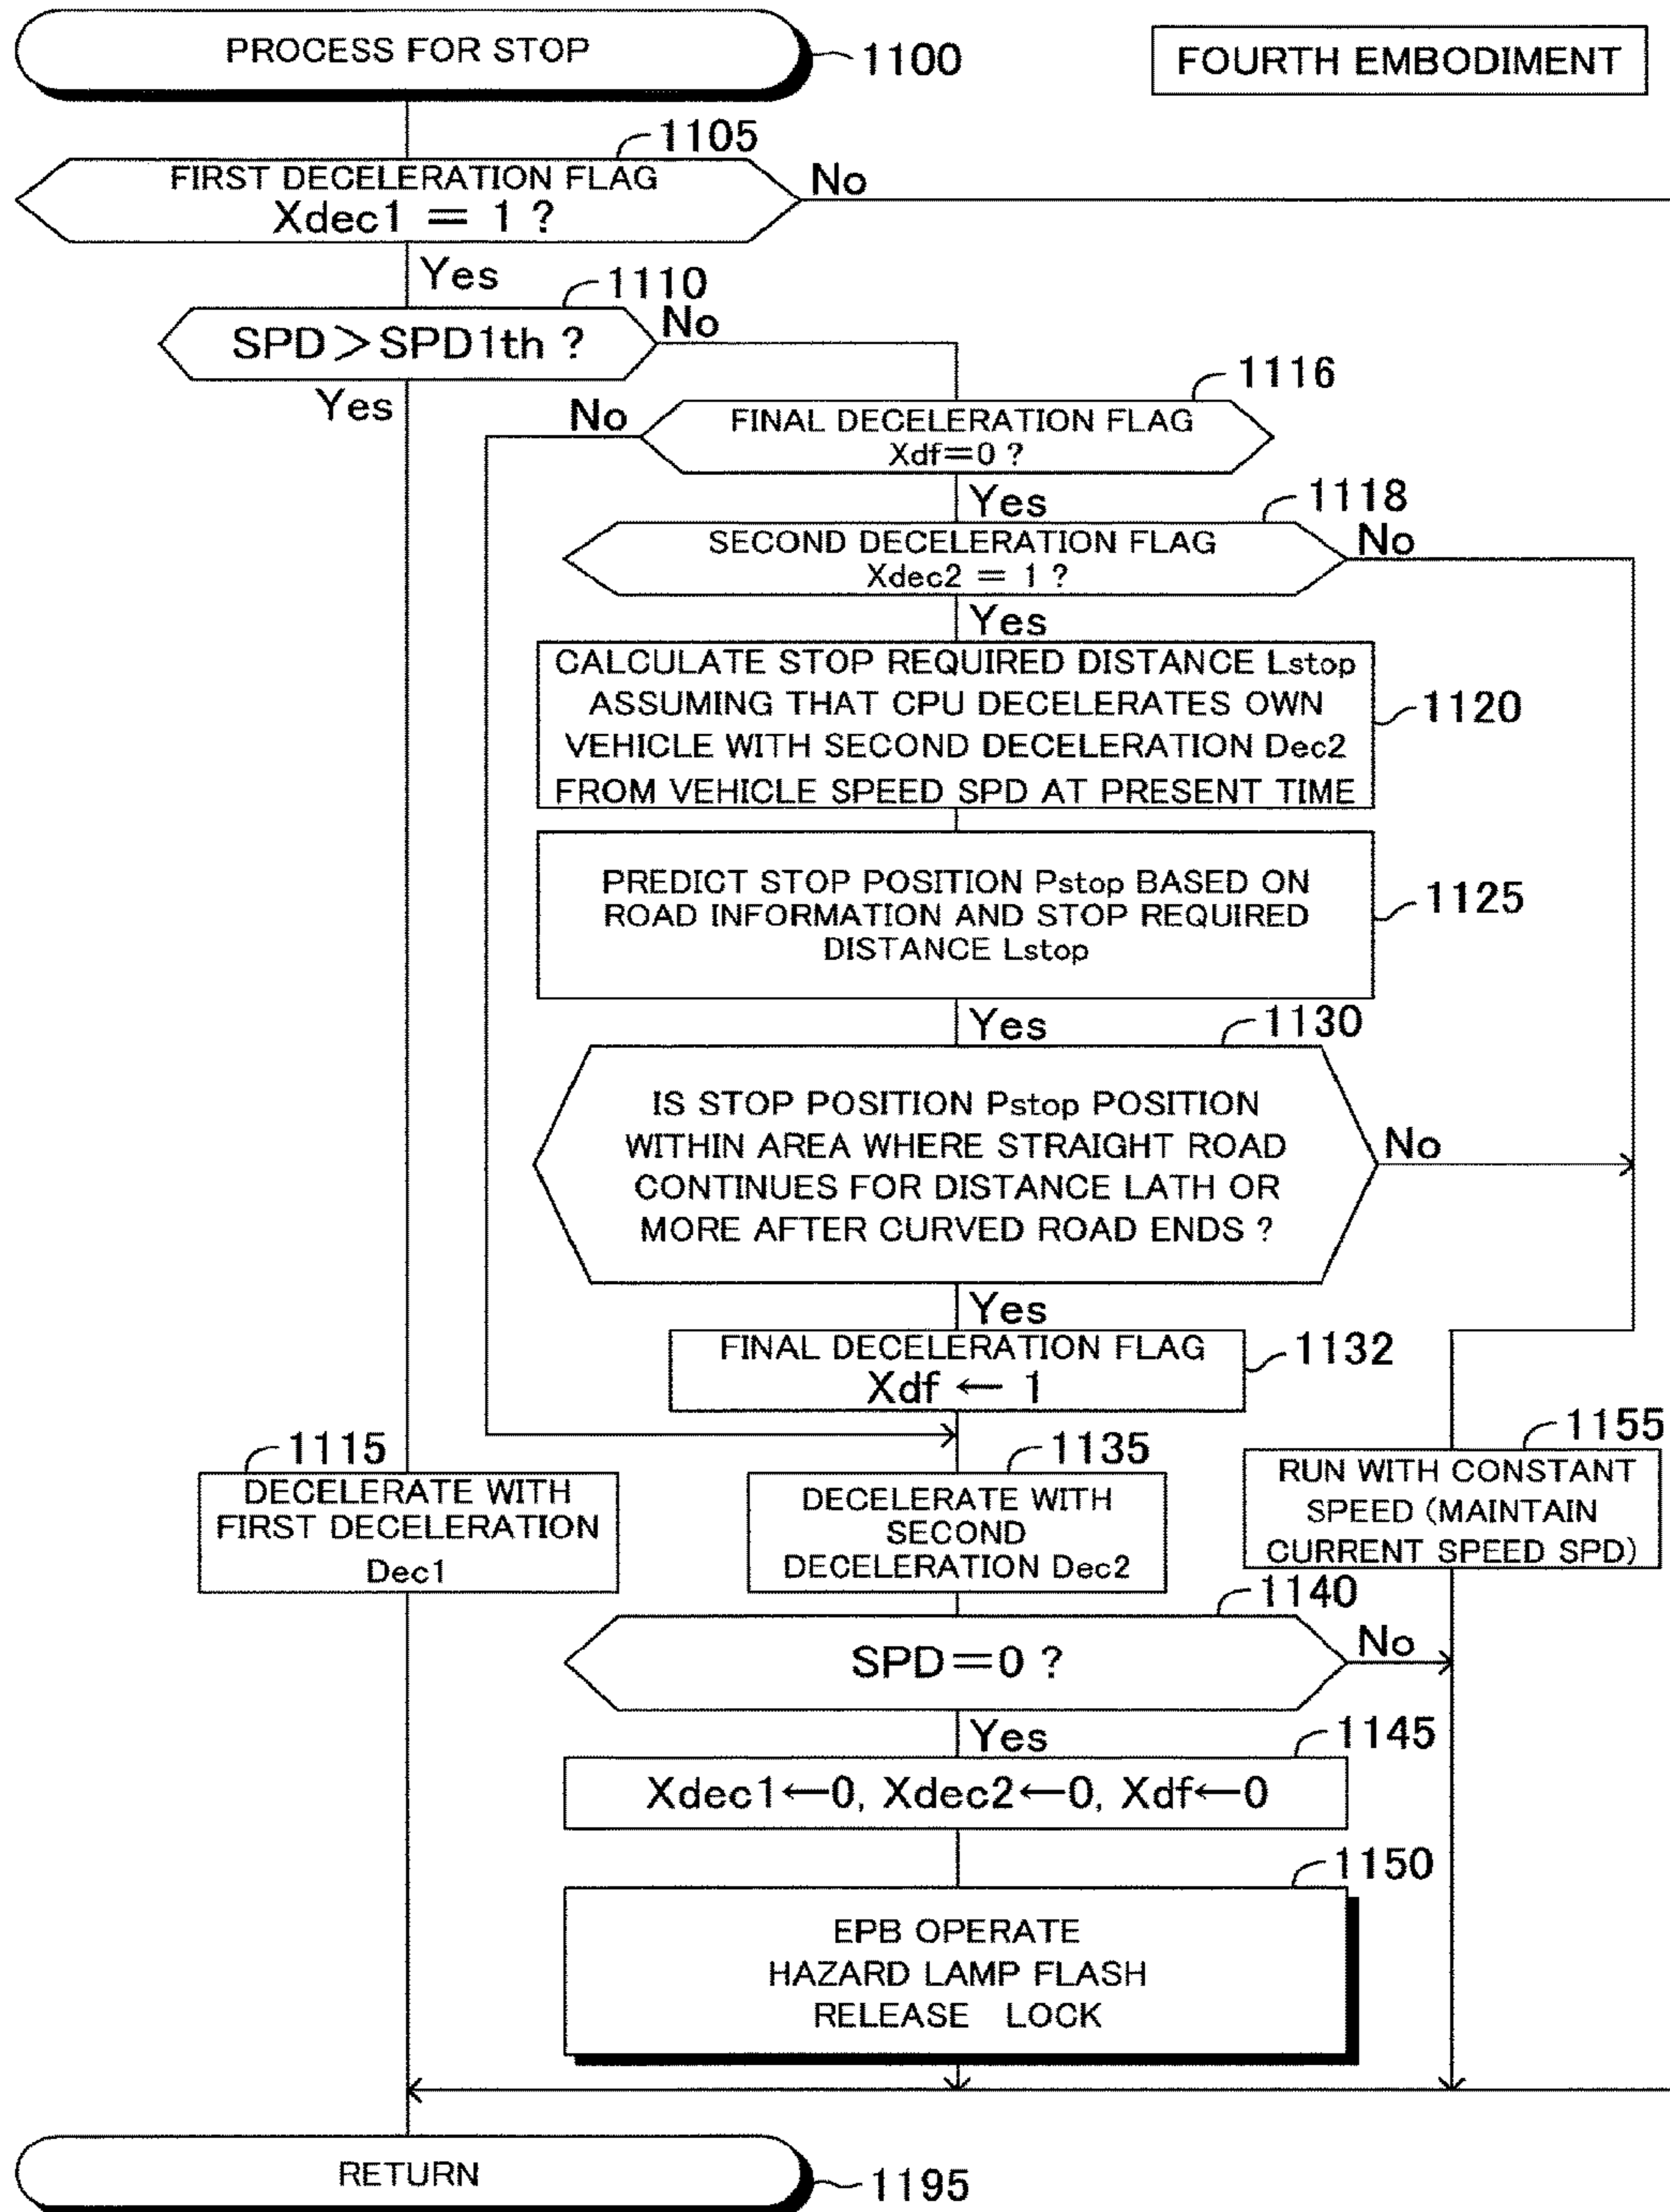 PROCESS FOR STOP
1100
FOURTH EMBODIMENT
1105
FIRST DECELERATION FLAG
Xdec1 = 1 ?
No
Yes
1110
SPD>SPD1th ?
No
Yes
1116
FINAL DECELERATION FLAG
Xdf=0 ?
No
Yes
1118
SECOND DECELERATION FLAG
Xdec2 = 1 ?
No
Yes
CALCULATE STOP REQUIRED DISTANCE Lstop
ASSUMING THAT CPU DECELERATES OWN
VEHICLE WITH SECOND DECELERATION Dec2
FROM VEHICLE SPEED SPD AT PRESENT TIME
1120
PREDICT STOP POSITION Pstop BASED ON
ROAD INFORMATION AND STOP REQUIRED
DISTANCE Lstop
1125
Yes
1130
IS STOP POSITION Pstop POSITION
WITHIN AREA WHERE STRAIGHT ROAD
CONTINUES FOR DISTANCE LATH OR
MORE AFTER CURVED ROAD ENDS ?
No
Yes
FINAL DECELERATION FLAG
Xdf ← 1
1132
1115
DECELERATE WITH
FIRST DECELERATION
Dec1
1135
DECELERATE WITH
SECOND
DECELERATION Dec2
1155
RUN WITH CONSTANT
SPEED (MAINTAIN
CURRENT SPEED SPD)
1140
SPD=0 ?
No
Yes
1145
Xdec1←0, Xdec2←0, Xdf←0
1150
EPB OPERATE
HAZARD LAMP FLASH
RELEASE LOCK
RETURN
1195